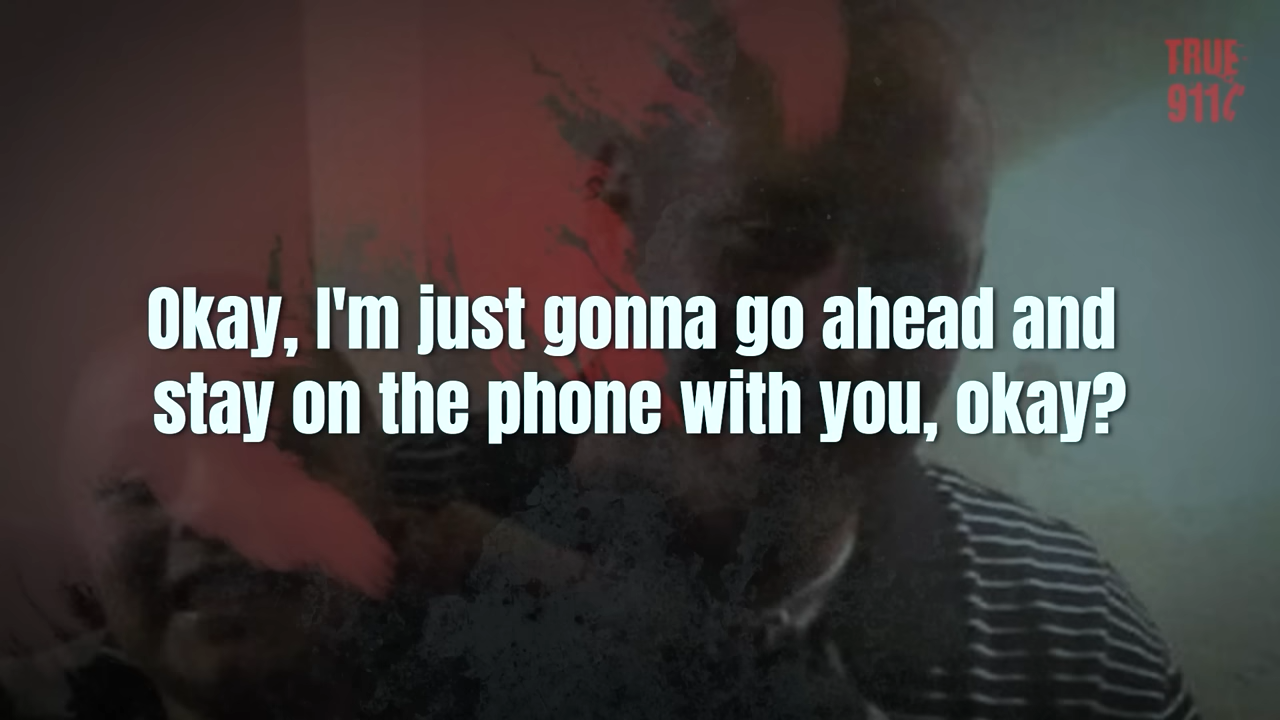 TRUE
911
Okay, I'm just gonna go ahead and
stay on the phone with you, okay?